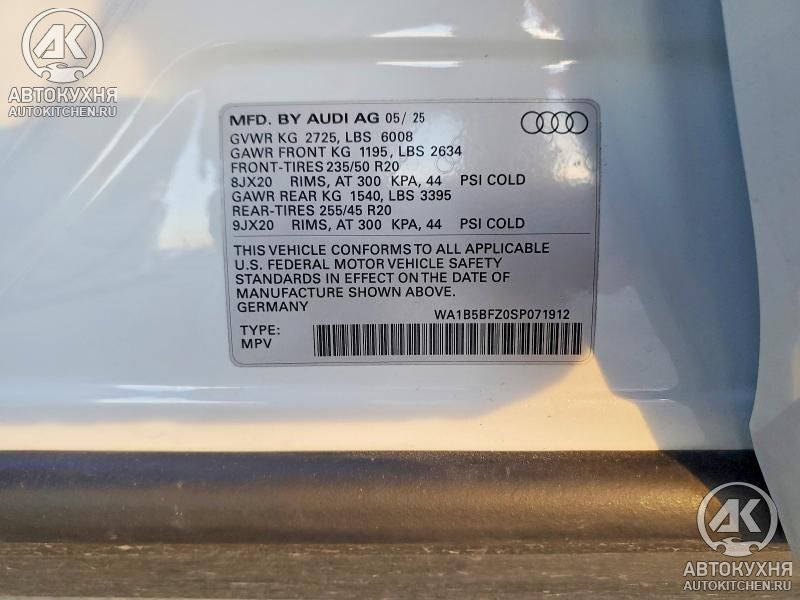 AK
АВТОКУХНЯ
AUTOKITCHEN.RU
MFD. BY AUDI AG 05/ 25
GVWR KG 2725, LBS 6008
GAWR FRONT KG 1195, LBS 2634
FRONT-TIRES 235/50 R20
8JX20 RIMS, AT 300 KPA, 44 PSI COLD
GAWR REAR KG 1540, LBS 3395
REAR-TIRES 255/45 R20
9JX20 RIMS, AT 300 KPA, 44 PSI COLD
THIS VEHICLE CONFORMS TO ALL APPLICABLE
U.S. FEDERAL MOTOR VEHICLE SAFETY
STANDARDS IN EFFECT ON THE DATE OF
MANUFACTURE SHOWN ABOVE.
GERMANY WA1B5BFZ0SP071912
TYPE:
MPV
AK
АВТОКУХНЯ
AUTOKITCHEN.RU